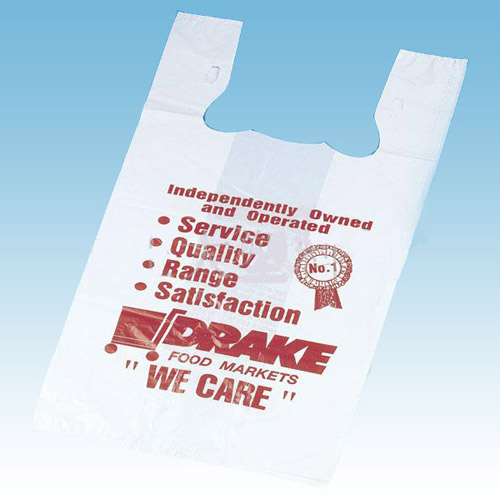 Independently Owned
and Operated
• Service
• Quality
• Range
• Satisfaction
No.1
DRAKE
FOOD MARKETS
"WE CARE"